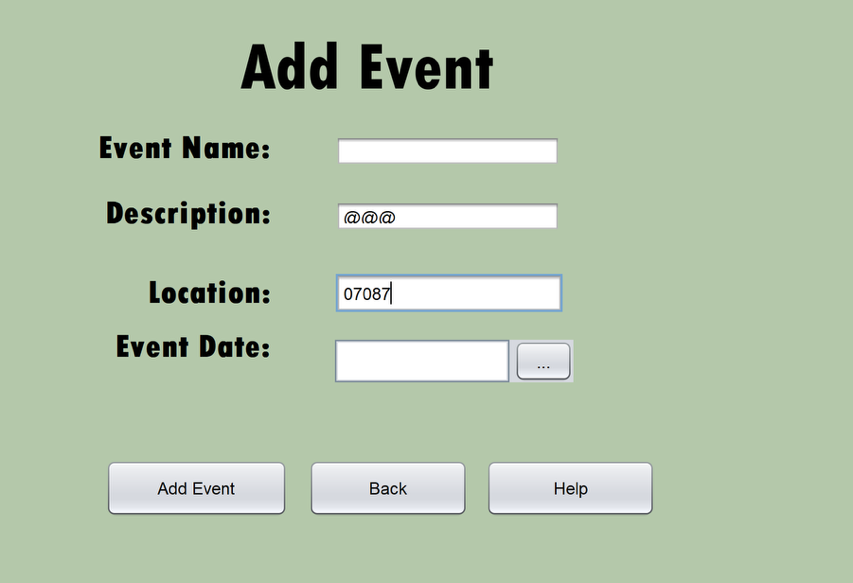 Add Event
Event Name:
Description: @@@
Location: 07087
Event Date: ...
Add Event Back Help